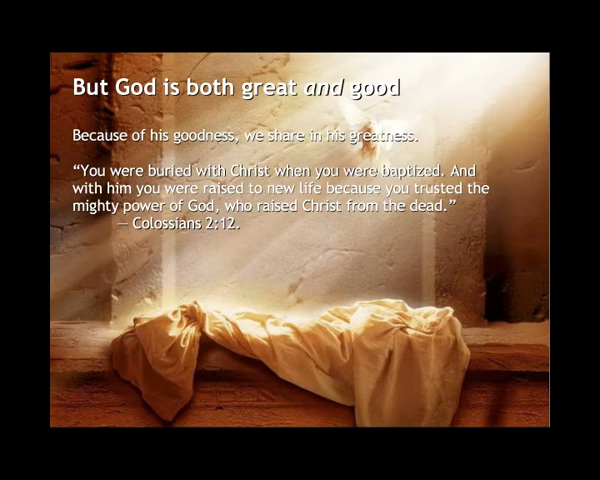 But God is both great and good
Because of his goodness, we share in his greatness.
“You were buried with Christ when you were baptized. And
with him you were raised to new life because you trusted the
mighty power of God, who raised Christ from the dead.”
— Colossians 2:12.